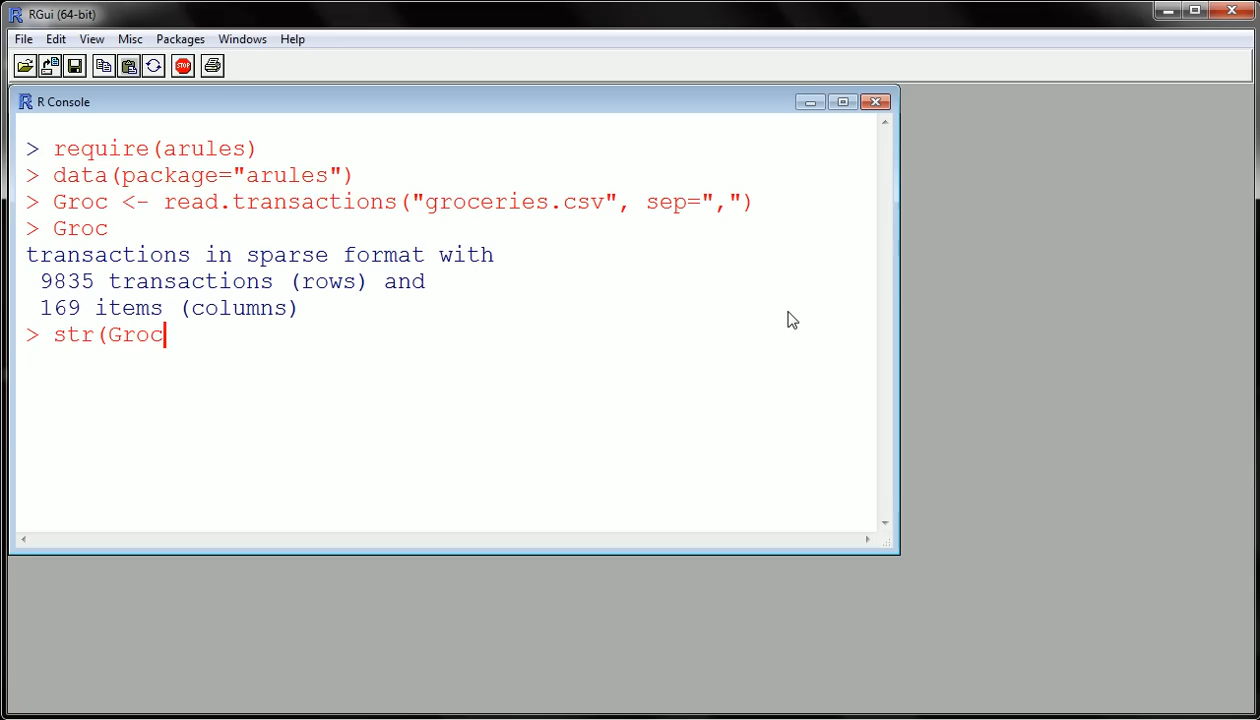 RGui (64-bit)
File Edit View Misc Packages Windows Help
STOP
R Console
> require(arules)
> data(package="arules")
> Groc <- read.transactions("groceries.csv", sep=",")
> Groc
transactions in sparse format with
 9835 transactions (rows) and
 169 items (columns)
> str(Groc